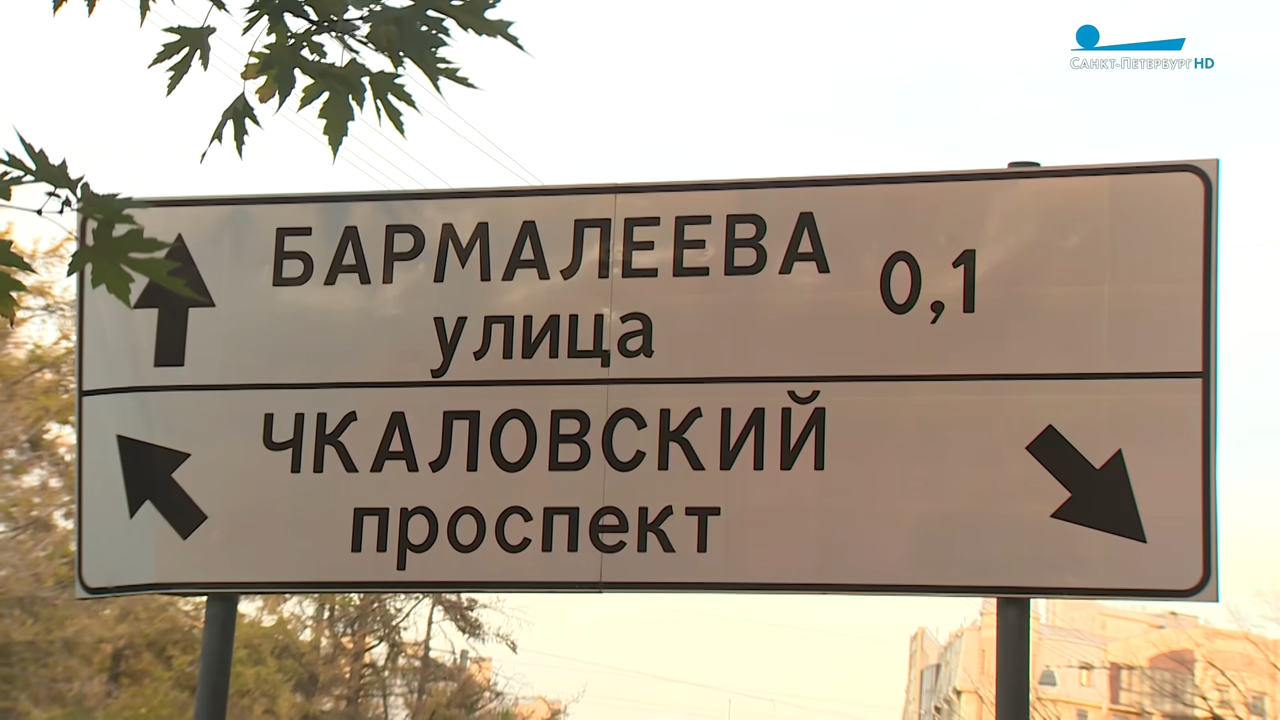 Санкт-Петербург HD
БАРМАЛЕЕВА 0,1
улица
ЧКАЛОВСКИЙ
проспект